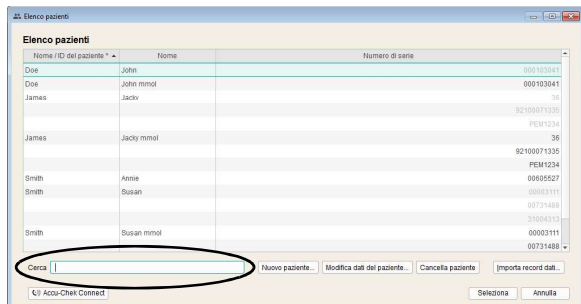 Elenco pazienti
Elenco pazienti
Nome / ID del paziente * Nome Numero di serie
Doe John 000103041
Doe John mmol 000103041
James Jacky 36
92100071335
PEM1234
James Jacky mmol 36
92100071335
PEM1234
Smith Annie 00605527
Smith Susan 00003111
00731488
31004313
Smith Susan mmol 00003111
00731488
Cerca Nuovo paziente... Modifica dati del paziente... Cancella paziente Importa record dati...
Accu-Chek Connect Seleziona Annulla